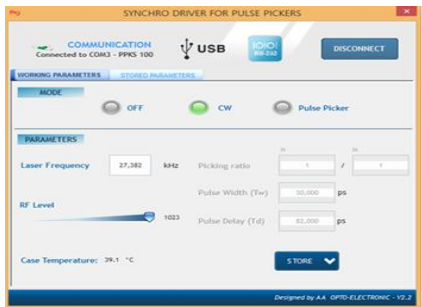 SYNCHRO DRIVER FOR PULSE PICKERS
COMMUNICATION
Connected to COM3 - PPKS 100
USB
IOIO
RS-232
DISCONNECT
WORKING PARAMETERS
STORED PARAMETERS
MODE
OFF
CW
Pulse Picker
PARAMETERS
Laser Frequency
27,382
kHz
Picking ratio
1
/
1
Pulse Width (Tw)
50,000
ps
RF Level
1023
Pulse Delay (Td)
82,000
ps
Case Temperature: 39.1 °C
STORE
Designed by AA OPTO-ELECTRONIC - V2.2